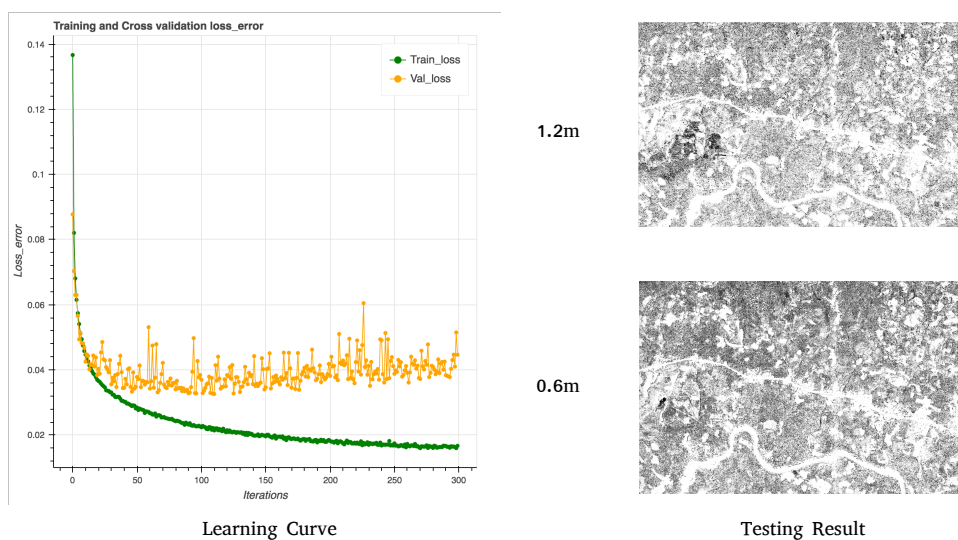 Training and Cross validation loss_error
0.14
0.12
0.1
0.08
0.06
0.04
0.02
Loss_error
Train_loss
Val_loss
0
50
100
150
200
250
300
Iterations
Learning Curve
1.2m
0.6m
Testing Result